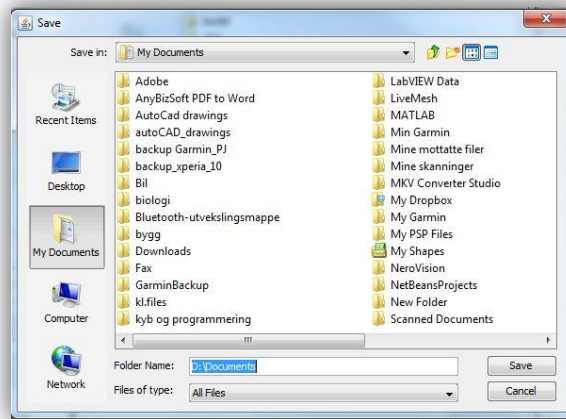 Save
Save in:
My Documents
Recent Items
Desktop
My Documents
Computer
Network
Adobe
AnyBizSoft PDF to Word
AutoCad drawings
autoCAD_drawings
backup Garmin_PJ
backup_xperia_10
Bil
biologi
Bluetooth-utvekslingsmappe
bygg
Downloads
Fax
GarminBackup
kl.files
kyb og programmering
LabVIEW Data
LiveMesh
MATLAB
Min Garmin
Mine mottatte filer
Mine skanninger
MKV Converter Studio
My Dropbox
My Garmin
My PSP Files
My Shapes
NeroVision
NetBeansProjects
New Folder
Scanned Documents
Folder Name:
D:\Documents
Save
Files of type:
All Files
Cancel